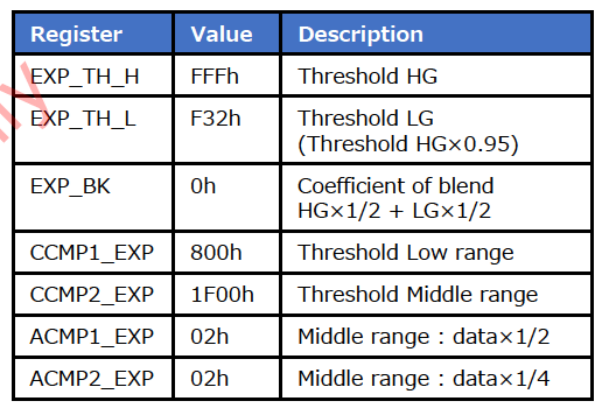 Register Value Description
EXP_TH_H FFFh Threshold HG
EXP_TH_L F32h Threshold LG
(Threshold HG×0.95)
EXP_BK 0h Coefficient of blend
HG×1/2 + LG×1/2
CCMP1_EXP 800h Threshold Low range
CCMP2_EXP 1F00h Threshold Middle range
ACMP1_EXP 02h Middle range : data×1/2
ACMP2_EXP 02h Middle range : data×1/4